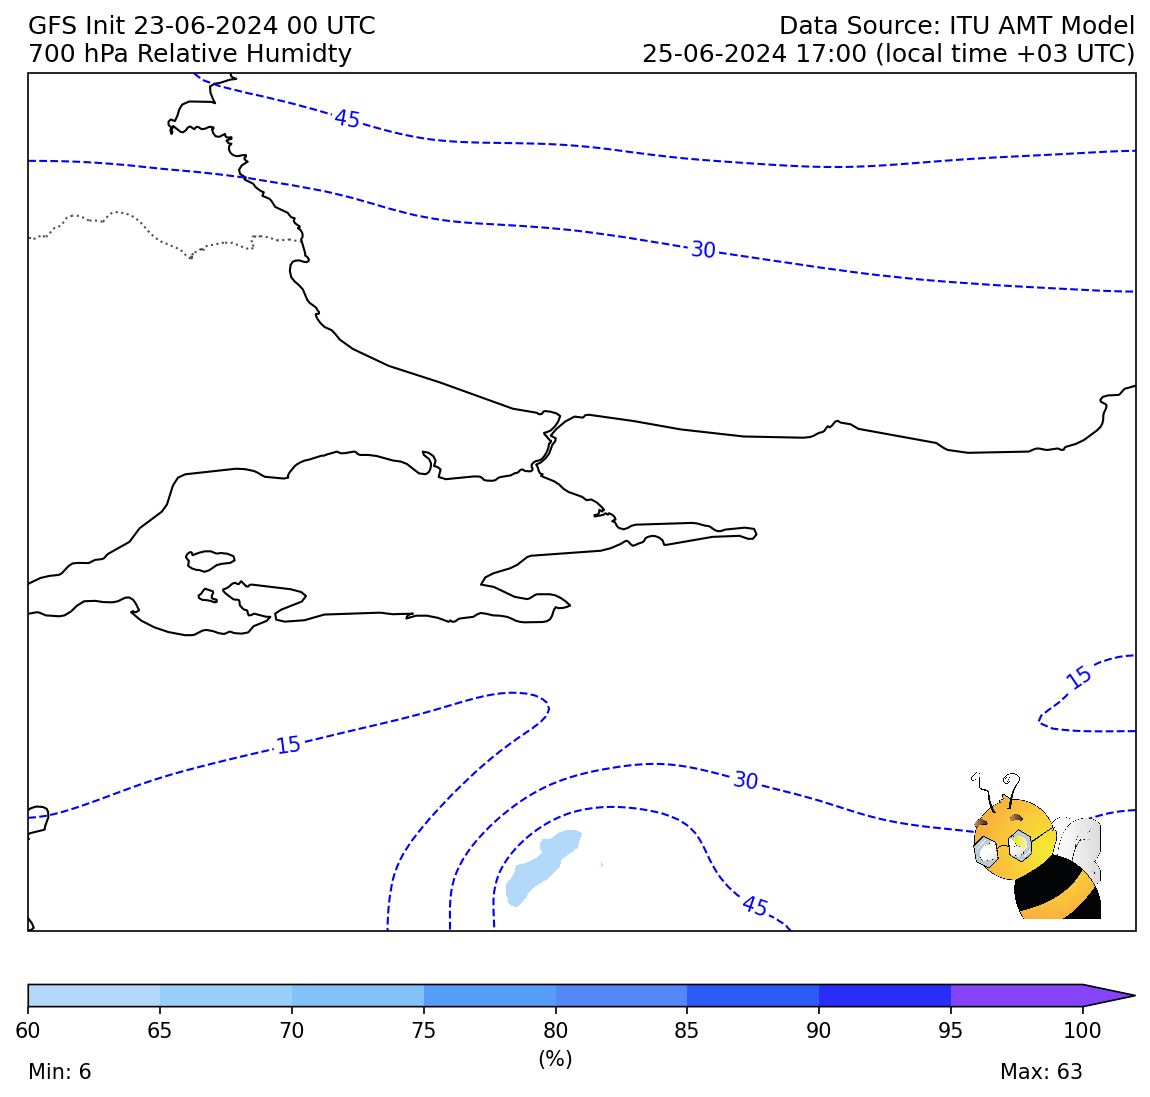 GFS Init 23-06-2024 00 UTC
Data Source: ITU AMT Model
700 hPa Relative Humidty
25-06-2024 17:00 (local time +03 UTC)
45
30
15
15
30
45
60 65 70 75 80 85 90 95 100
(%)
Min: 6
Max: 63